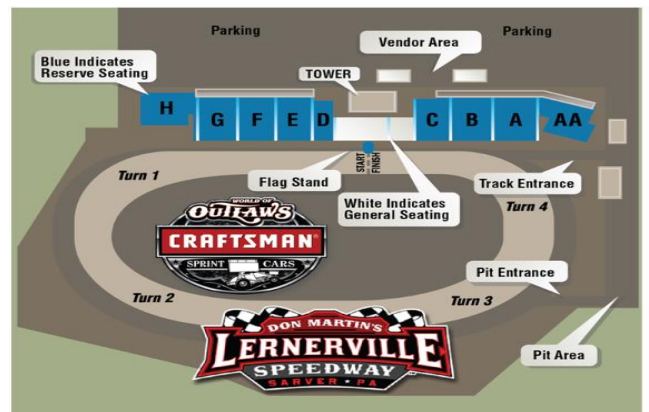 Parking
Parking
Vendor Area
Blue Indicates
Reserve Seating
TOWER
H
G
F
E
D
C
B
A
AA
START
FINISH
Flag Stand
White Indicates
General Seating
Track Entrance
Turn 1
Turn 4
WORLD OF
OUTLAWS
CRAFTSMAN
SPRINT CARS
Pit Entrance
Turn 2
Turn 3
DON MARTIN'S
LERNERVILLE
SPEEDWAY
SARVER • PA
Pit Area